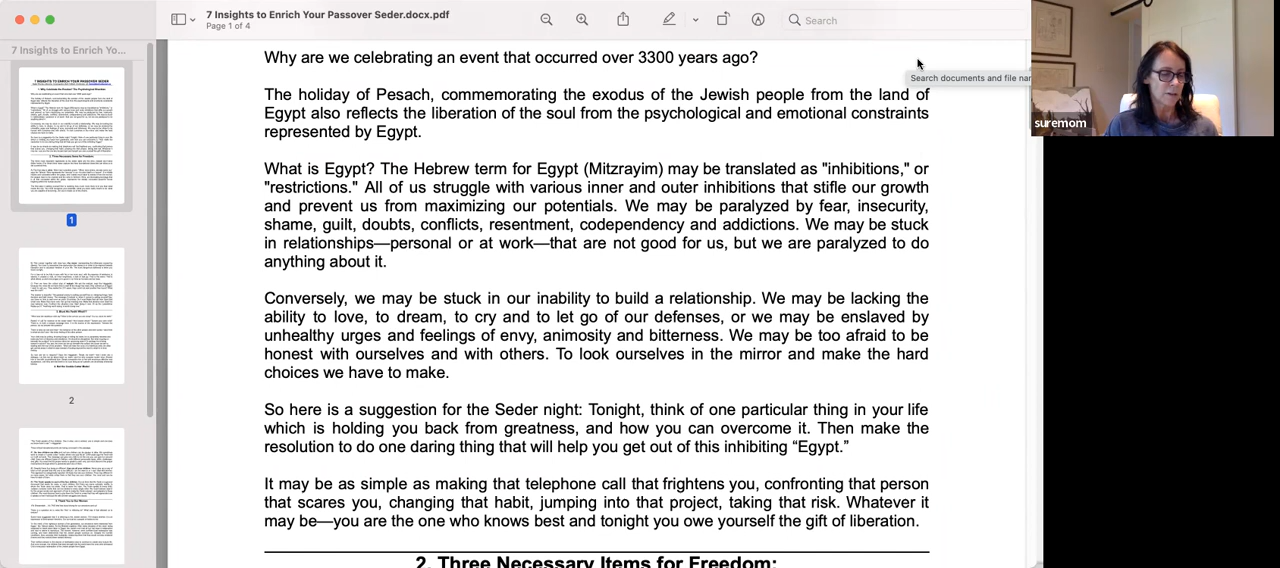 7 Insights to Enrich Your Passover Seder.docx.pdf
Page 1 of 4
Search
7 Insights to Enrich Your Passover Seder.docx.pdf
7 Insights to Enrich Yo...
1
2
Search documents and file nar
suremom
Why are we celebrating an event that occurred over 3300 years ago?
The holiday of Pesach, commemorating the exodus of the Jewish people from the land of
Egypt also reflects the liberation of the soul from the psychological and emotional constraints
represented by Egypt.
What is Egypt? The Hebrew word for Egypt (Mitzrayim) may be translated as "inhibitions," or
"restrictions." All of us struggle with various inner and outer inhibitions that stifle our growth
and prevent us from maximizing our potentials. We may be paralyzed by fear, insecurity,
shame, guilt, doubts, conflicts, resentment, codependency and addictions. We may be stuck
in relationships—personal or at work—that are not good for us, but we are paralyzed to do
anything about it.
Conversely, we may be stuck in our inability to build a relationship. We may be lacking the
ability to love, to dream, to cry and to let go of our defenses, or we may be enslaved by
unhealthy urges and feelings of envy, animosity and bitterness. We may be too afraid to be
honest with ourselves and with others. To look ourselves in the mirror and make the hard
choices we have to make.
So here is a suggestion for the Seder night: Tonight, think of one particular thing in your life
which is holding you back from greatness, and how you can overcome it. Then make the
resolution to do one daring thing that will help you get out of this inhibiting “Egypt.”
It may be as simple as making that telephone call that frightens you, confronting that person
that scares you, changing that habit, jumping into that project, taking that risk. Whatever it
may be—you are the one who knows best and tonight you owe yourself the gift of liberation.
2. Three Necessary Items for Freedom: